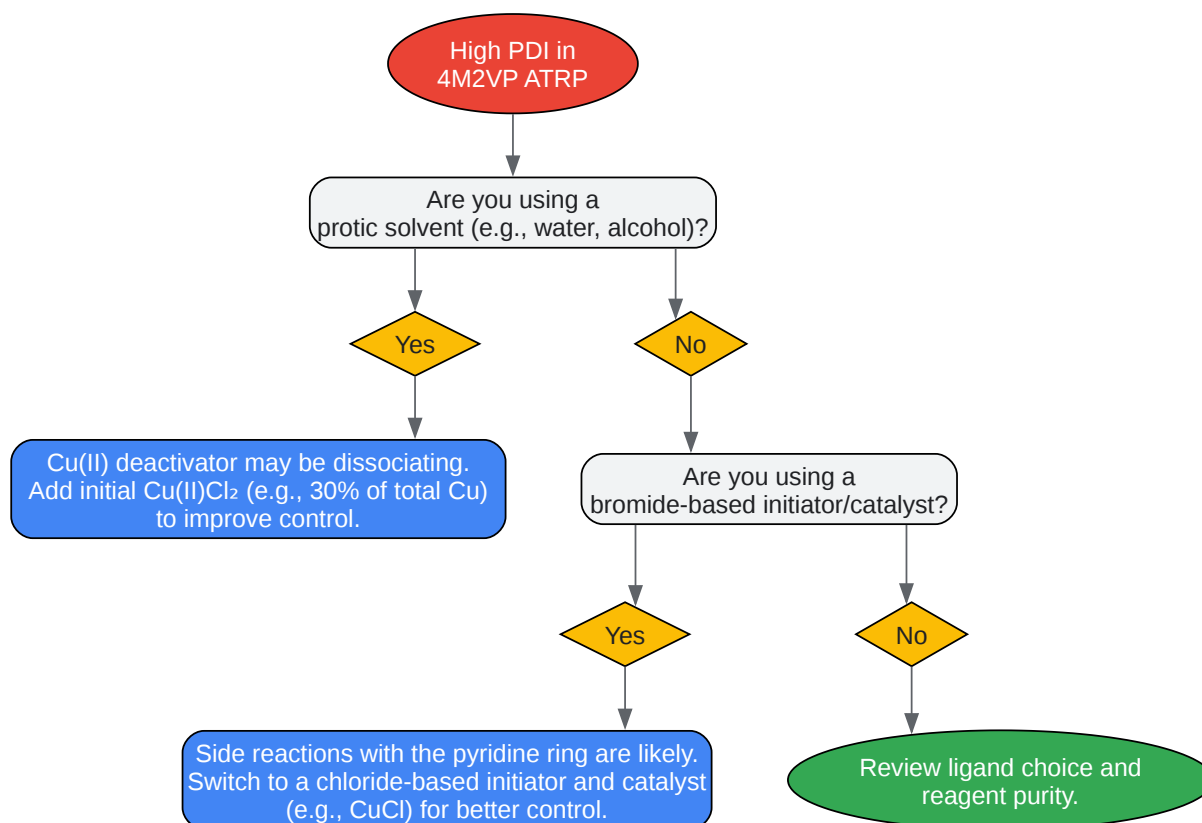 High PDI in
4M2VP ATRP
Are you using a
protic solvent (e.g., water, alcohol)?
Yes
No
Cu(II) deactivator may be dissociating.
Add initial Cu(II)Cl₂ (e.g., 30% of total Cu)
to improve control.
Are you using a
bromide-based initiator/catalyst?
Yes
No
Side reactions with the pyridine ring are likely.
Switch to a chloride-based initiator and catalyst
(e.g., CuCl) for better control.
Review ligand choice and
reagent purity.